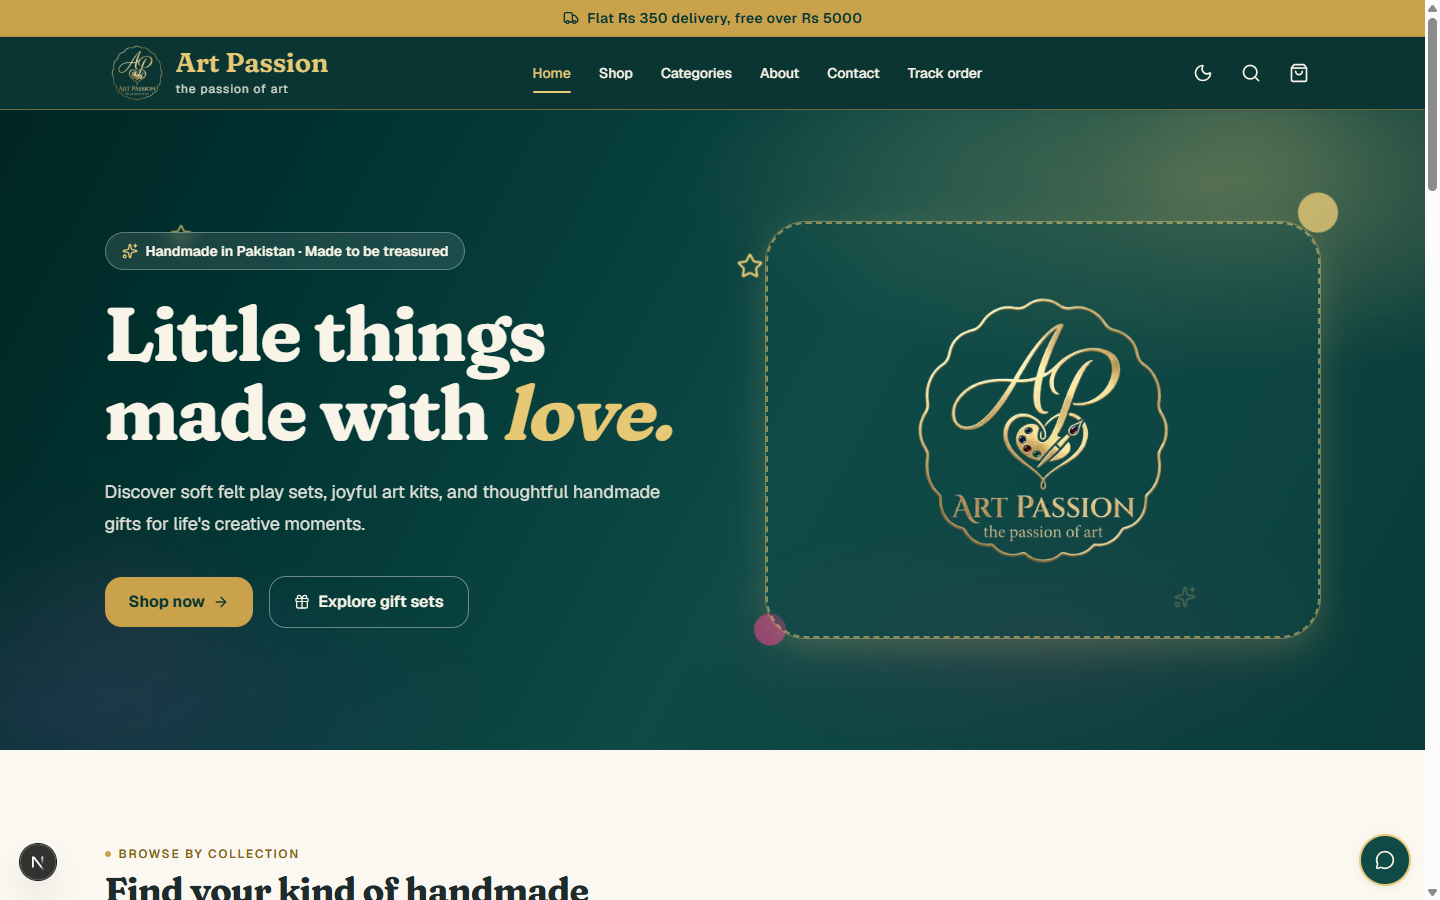 Flat Rs 350 delivery, free over Rs 5000
AP
ART PASSION
Art Passion
the passion of art
Home
Shop
Categories
About
Contact
Track order
Handmade in Pakistan · Made to be treasured
Little things
made with love.
Discover soft felt play sets, joyful art kits, and thoughtful handmade
gifts for life's creative moments.
Shop now
Explore gift sets
AP
ART PASSION
the passion of art
BROWSE BY COLLECTION
Find your kind of handmade
N